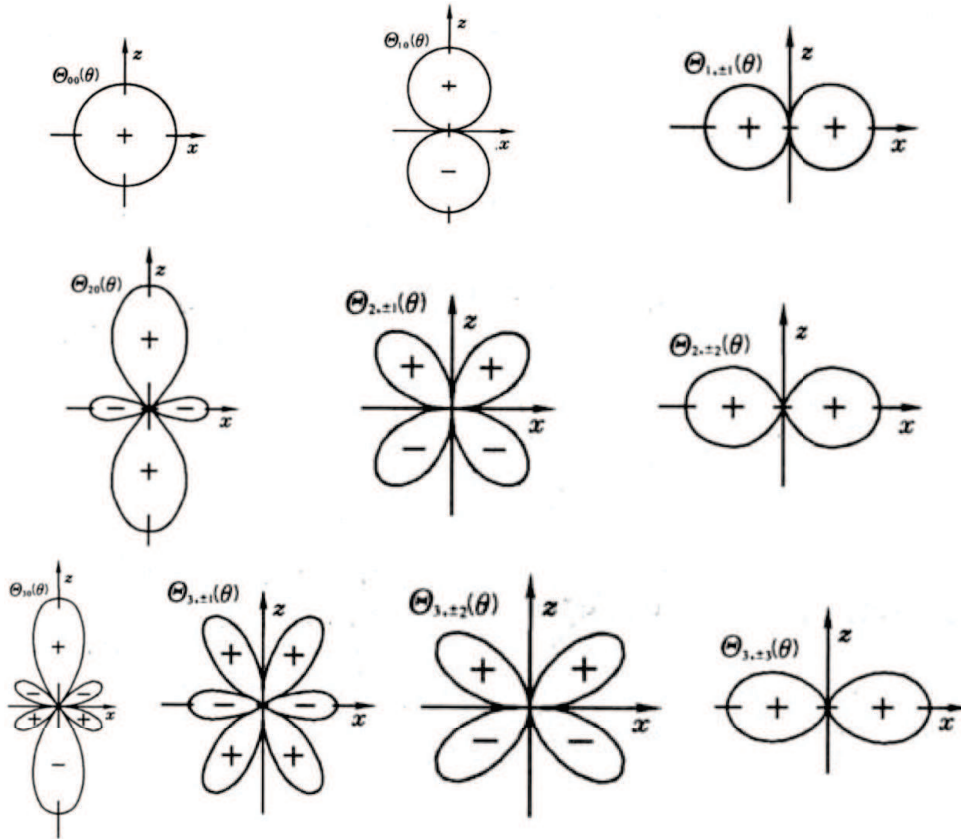 Θ₀₀(θ) z + x
Θ₁₀(θ) z + − x
Θ₁,±₁(θ) z + + x
Θ₂₀(θ) z + − − + x
Θ₂,±₁(θ) z + + − − x
Θ₂,±₂(θ) z + + x
Θ₃₀(θ) z + − − + + − x
Θ₃,±₁(θ) z + + − − + + x
Θ₃,±₂(θ) z + + − − x
Θ₃,±₃(θ) z + + x